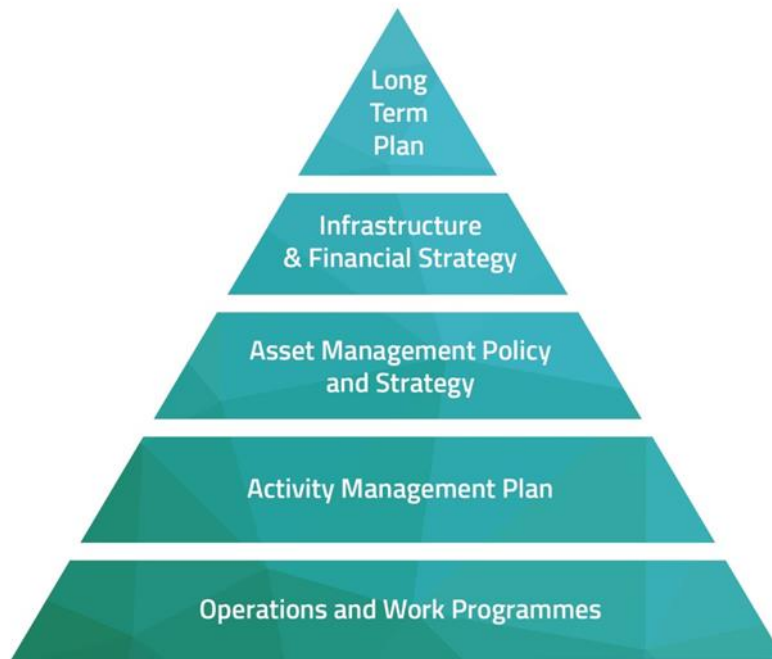 Long
Term
Plan
Infrastructure
& Financial Strategy
Asset Management Policy
and Strategy
Activity Management Plan
Operations and Work Programmes